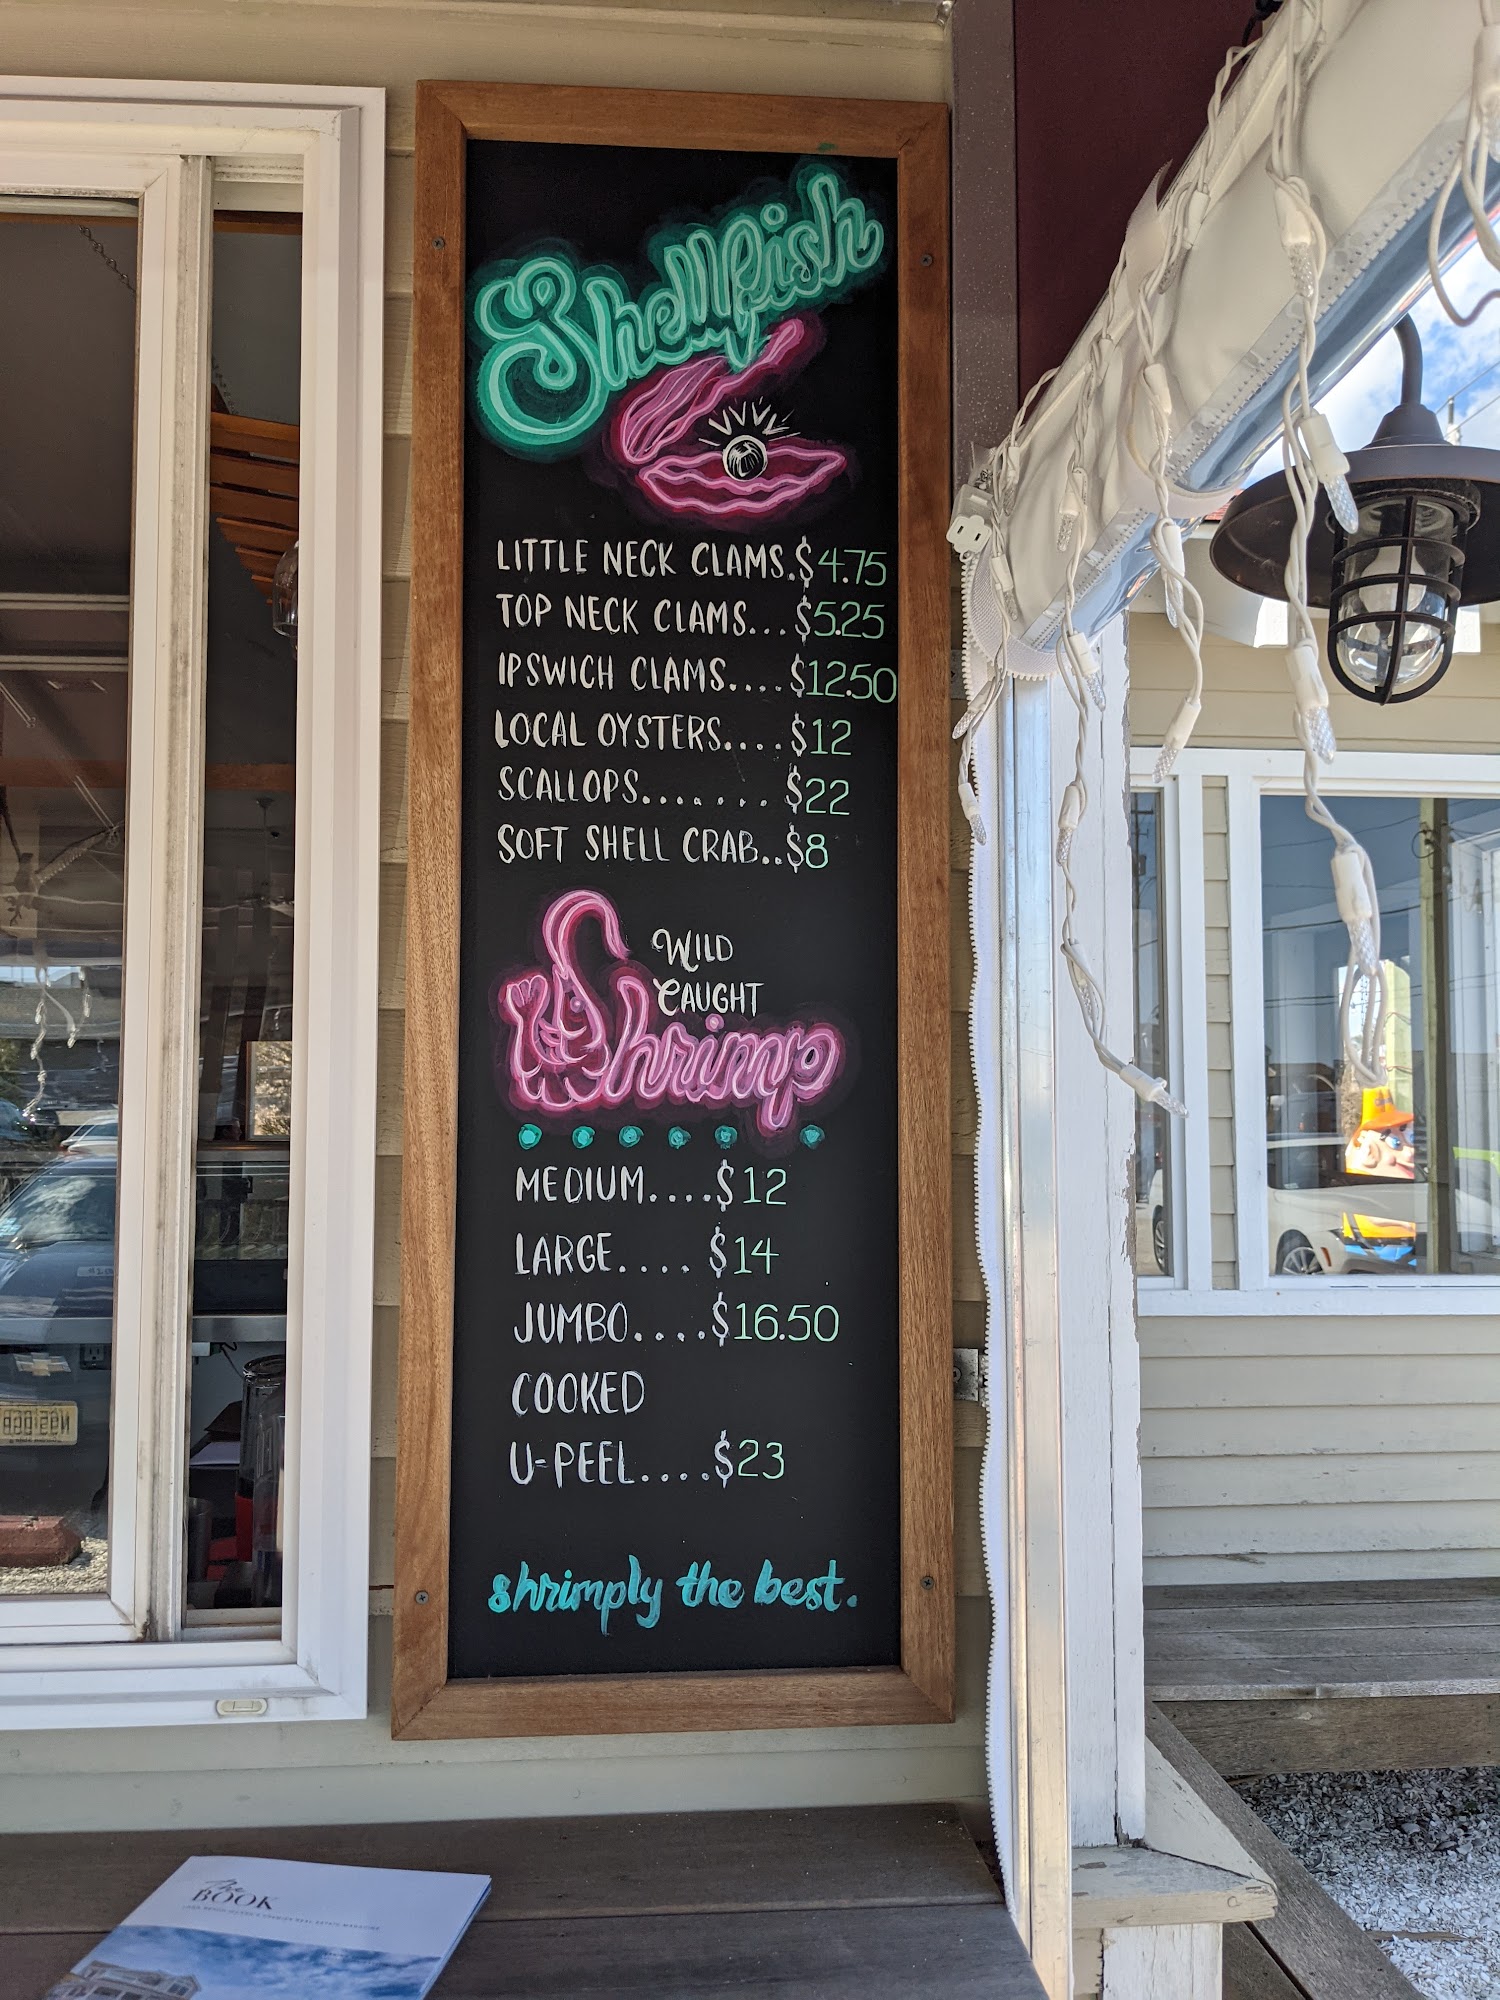 Shellfish
LITTLE NECK CLAMS.$4.75
TOP NECK CLAMS...$5.25
IPSWICH CLAMS....$12.50
LOCAL OYSTERS....$12
SCALLOPS.......$22
SOFT SHELL CRAB..$8
WILD
CAUGHT
Shrimp
MEDIUM....$12
LARGE....$14
JUMBO....$16.50
COOKED
U-PEEL....$23
shrimply the best.
the
BOOK